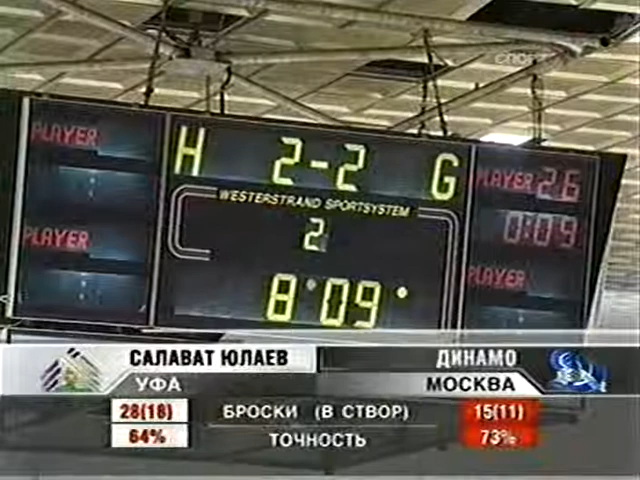 СПОРТ
PLAYER
H 2-2 G
PLAYER 26
WESTERSTRAND SPORTSYSTEM
2
0:09
PLAYER
PLAYER
8:09
САЛАВАТ ЮЛАЕВ ДИНАМО
УФА МОСКВА
28(18) БРОСКИ (В СТВОР) 15(11)
64% ТОЧНОСТЬ 73%